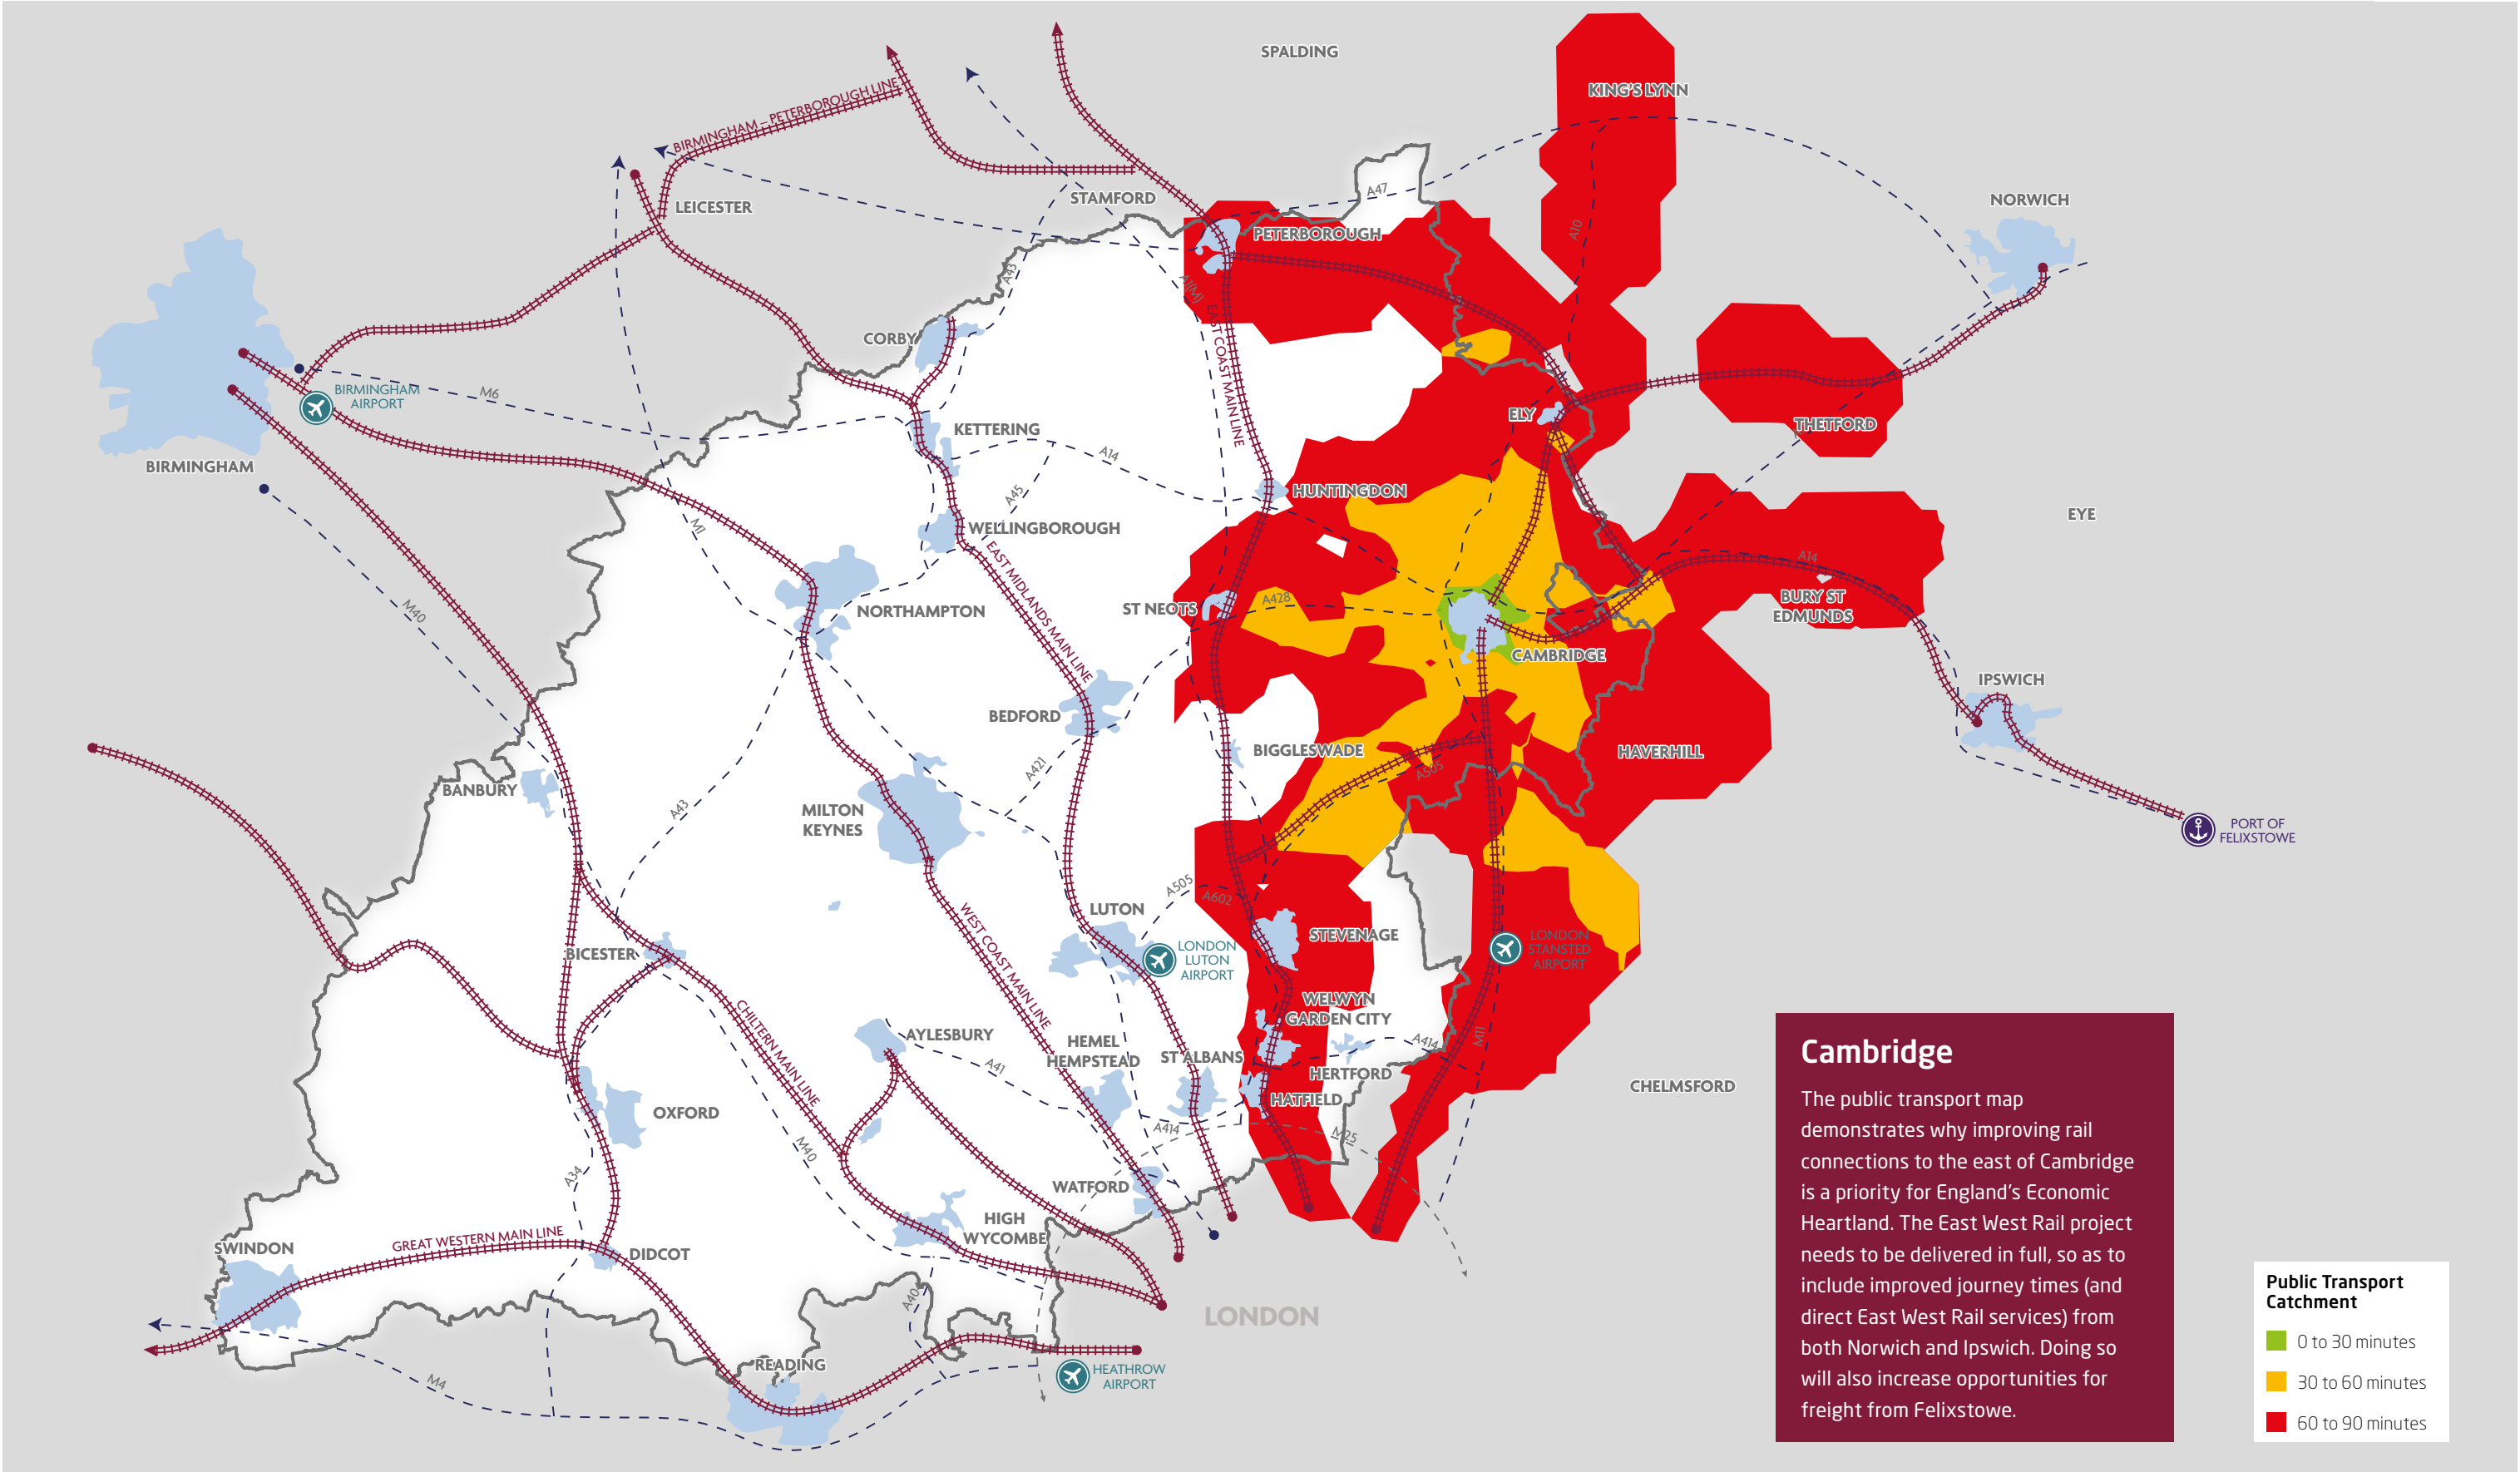 SPALDING
KING'S LYNN
BIRMINGHAM – PETERBOROUGH LINE
LEICESTER
STAMFORD
A47
NORWICH
PETERBOROUGH
A10
A43
A1(M)
EAST COAST MAIN LINE
CORBY
BIRMINGHAM
AIRPORT
M6
KETTERING
A14
ELY
THETFORD
BIRMINGHAM
A45
HUNTINGDON
WELLINGBOROUGH
M1
EYE
A14
EAST MIDLANDS MAIN LINE
BURY ST
EDMUNDS
M40
NORTHAMPTON
ST NEOTS
A428
CAMBRIDGE
IPSWICH
BEDFORD
BIGGLESWADE
HAVERHILL
A421
A505
BANBURY
A43
MILTON
KEYNES
PORT OF
FELIXSTOWE
A505
A602
LUTON
WEST COAST MAIN LINE
STEVENAGE
LONDON
LUTON
AIRPORT
LONDON
STANSTED
AIRPORT
BICESTER
CHILTERN MAIN LINE
WELWYN
GARDEN CITY
AYLESBURY
HEMEL
HEMPSTEAD
ST ALBANS
A414
M11
A41
HERTFORD
CHELMSFORD
HATFIELD
OXFORD
A414
M25
M40
A34
WATFORD
HIGH
WYCOMBE
GREAT WESTERN MAIN LINE
SWINDON
DIDCOT
A40
LONDON
READING
HEATHROW
AIRPORT
M4
Cambridge
The public transport map
demonstrates why improving rail
connections to the east of Cambridge
is a priority for England's Economic
Heartland. The East West Rail project
needs to be delivered in full, so as to
include improved journey times (and
direct East West Rail services) from
both Norwich and Ipswich. Doing so
will also increase opportunities for
freight from Felixstowe.
Public Transport
Catchment
0 to 30 minutes
30 to 60 minutes
60 to 90 minutes